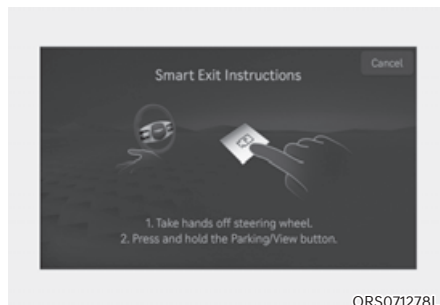 Cancel
Smart Exit Instructions
1. Take hands off steering wheel.
2. Press and hold the Parking/View button.
ORS071278L